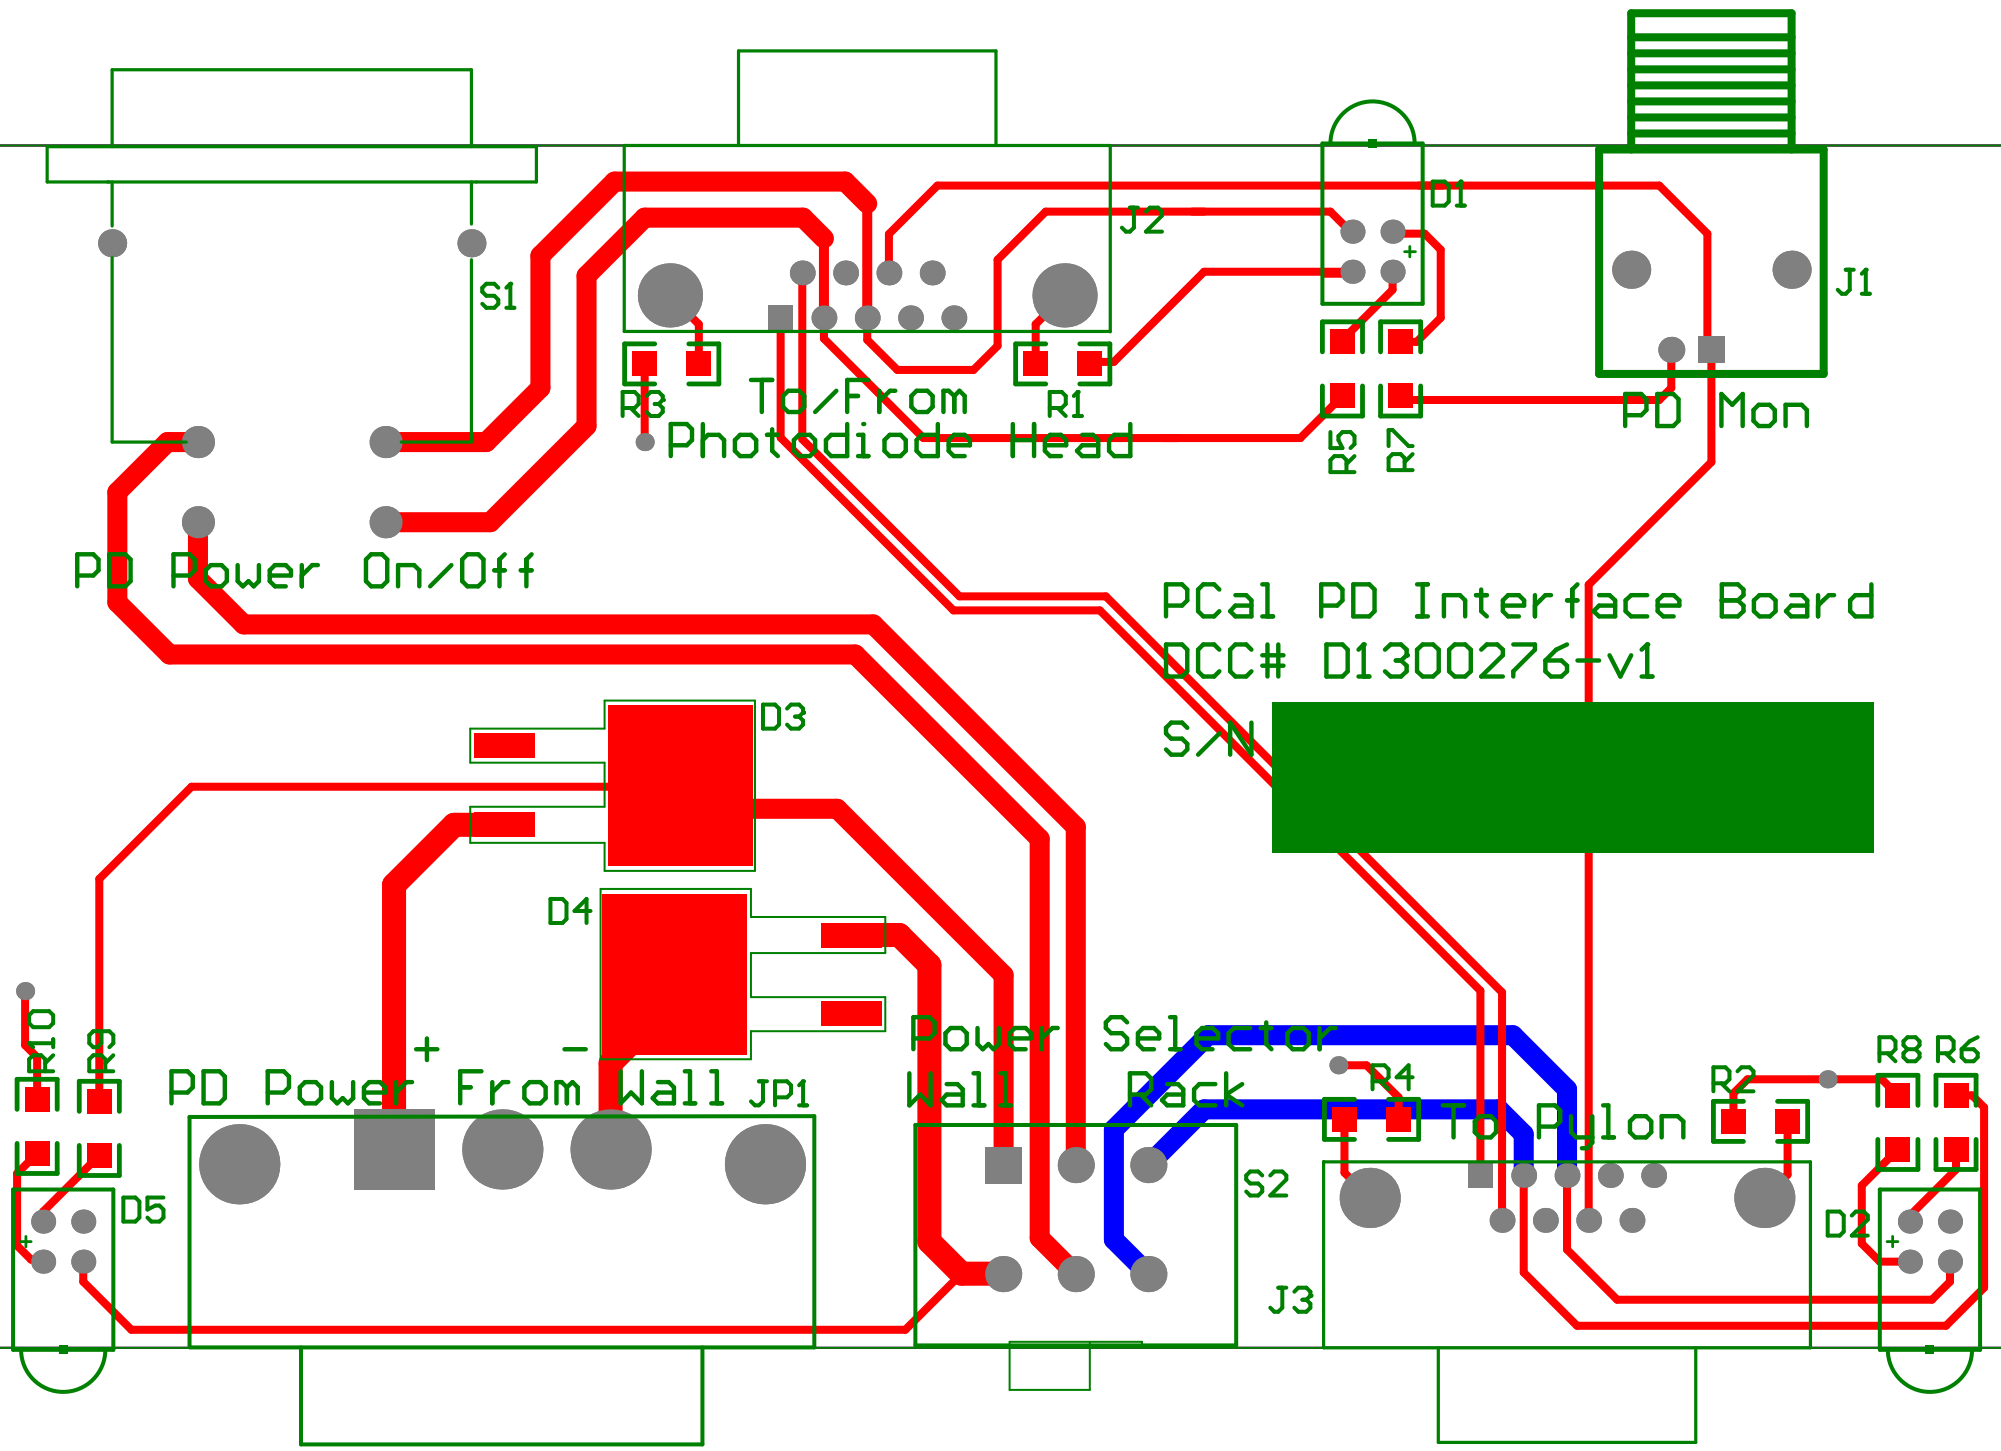 D1
J2
J1
S1
R3
To/From
R1
PD Mon
Photodiode Head
R5
R7
PD Power On/Off
PCal PD Interface Board
DCC# D1300276-v1
S/N
D3
D4
+ -
R10
R9
Power Selector
Wall Rack
PD Power From Wall
JP1
R4
To Pylon
R2
R8
R6
D5
S2
D2
J3
+
+
+